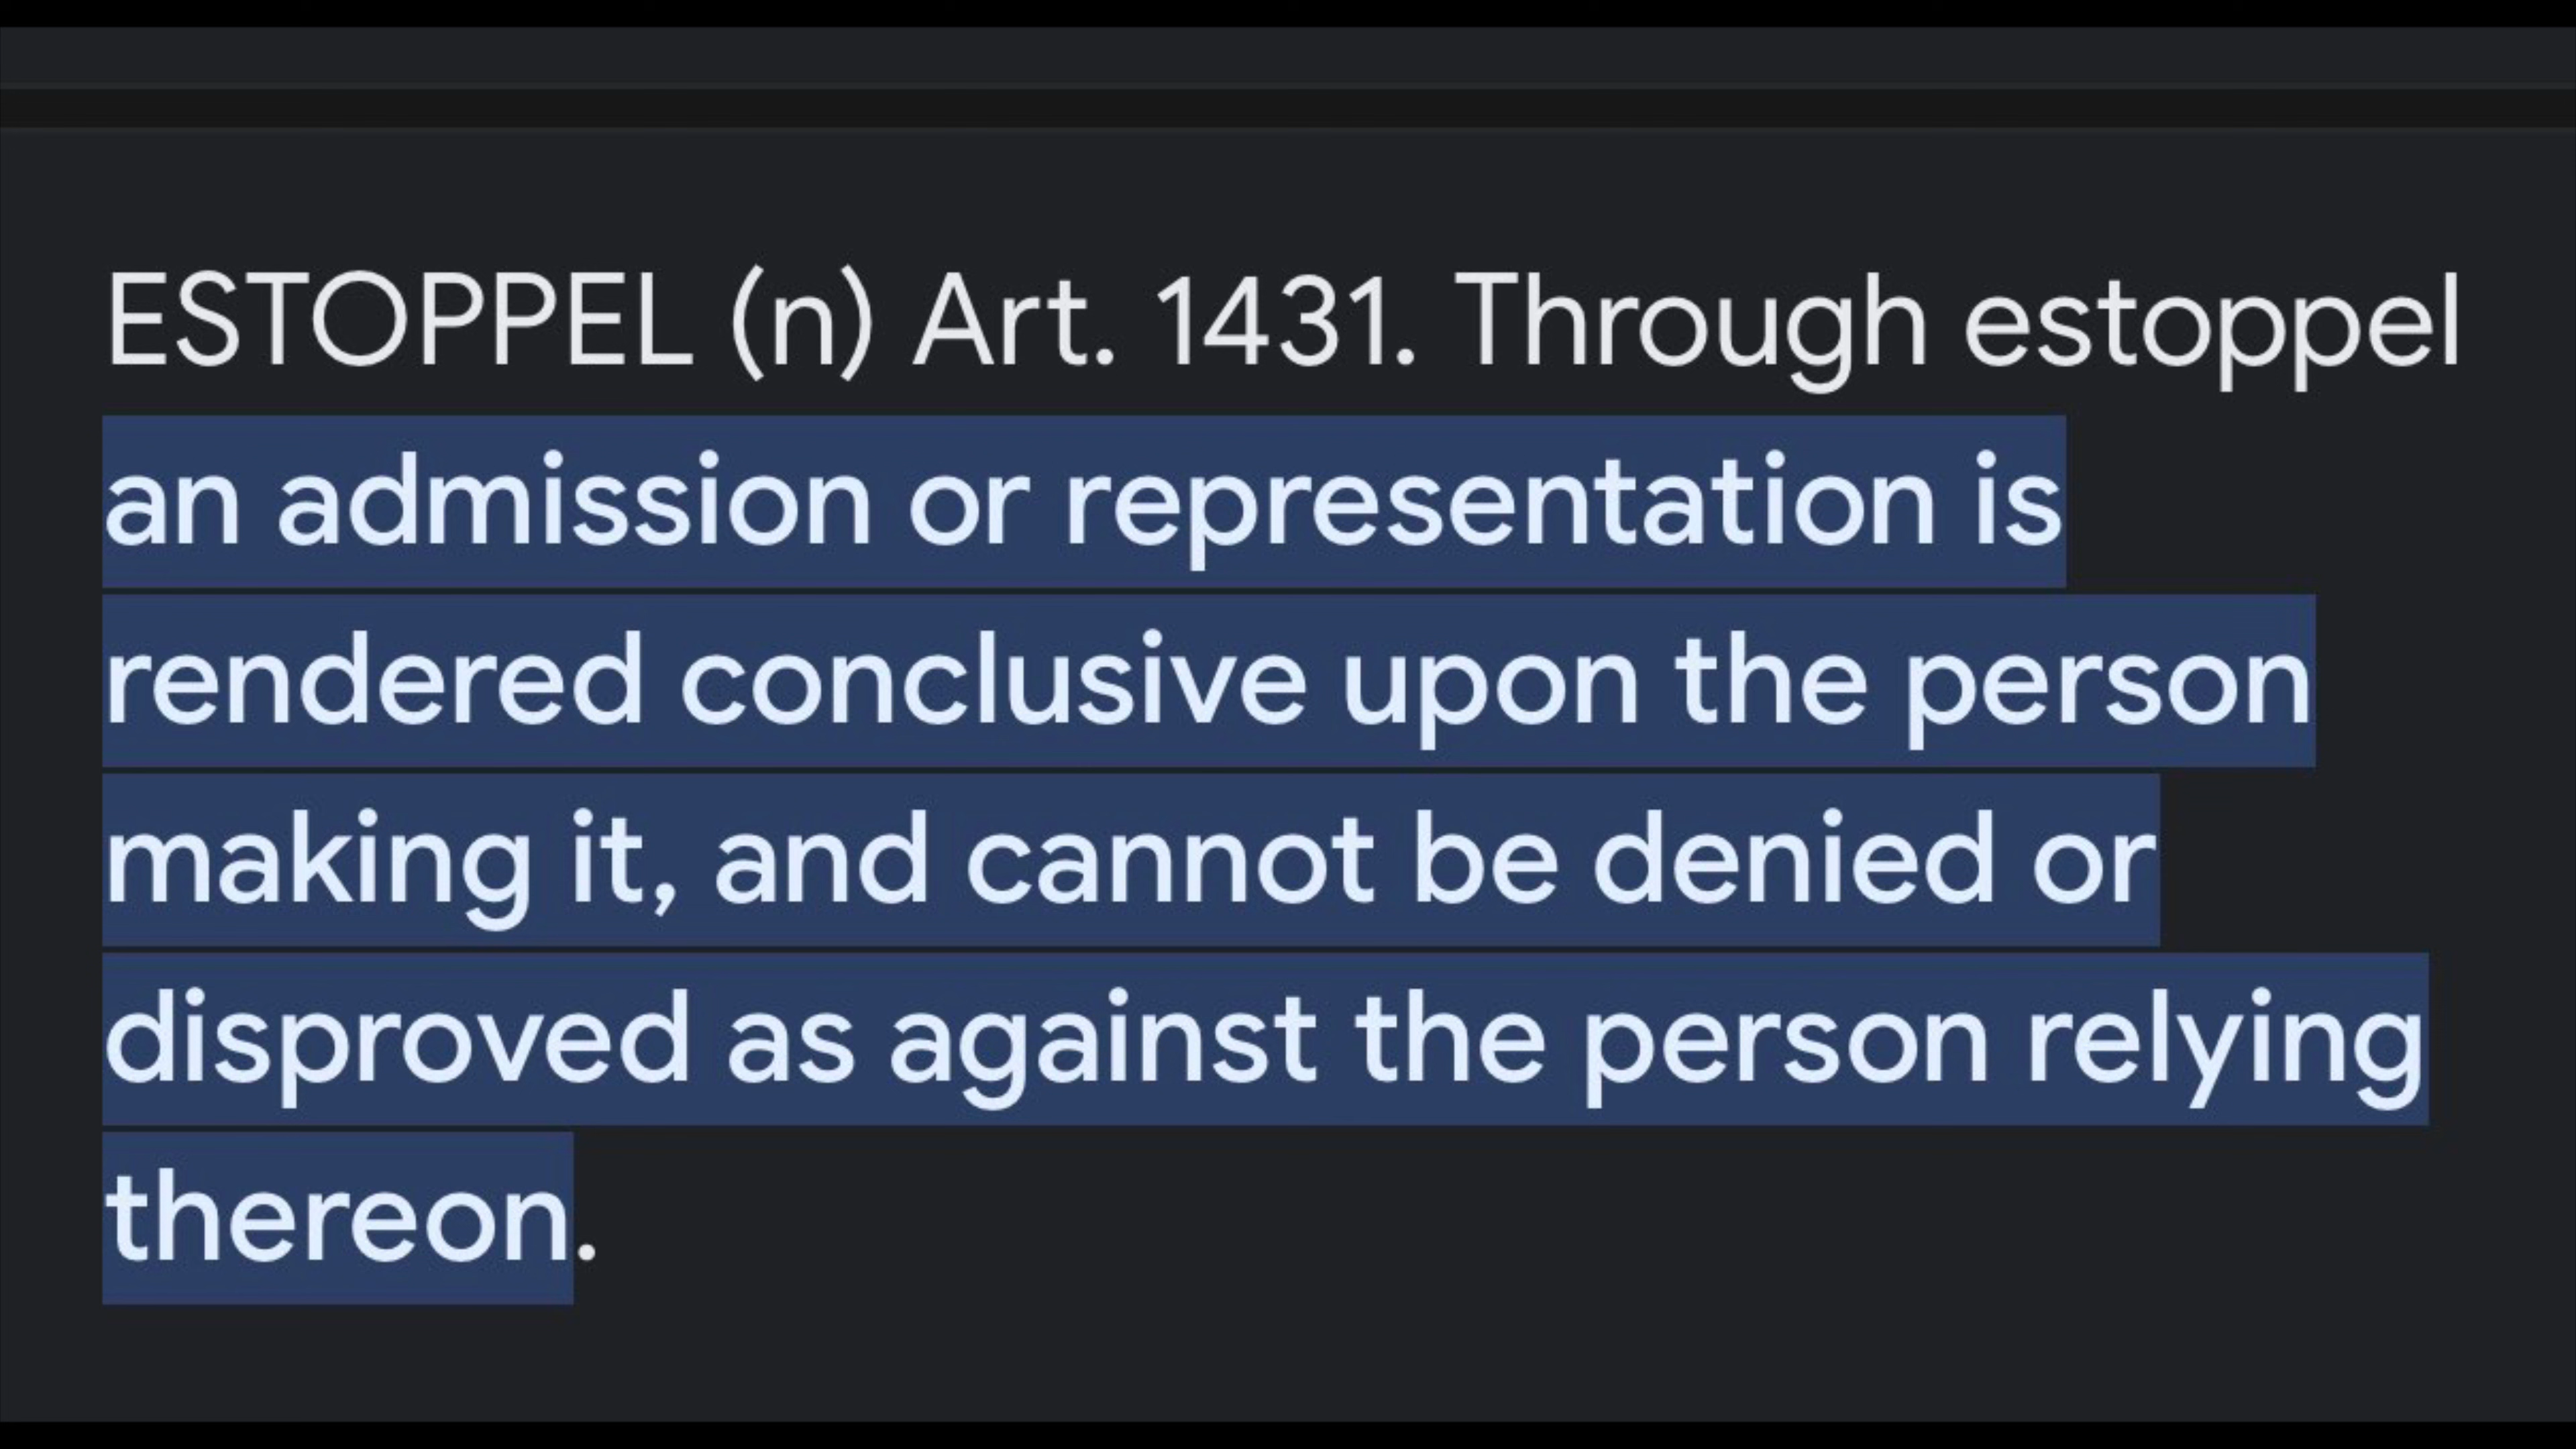 ESTOPPEL (n) Art. 1431. Through estoppel
an admission or representation is
rendered conclusive upon the person
making it, and cannot be denied or
disproved as against the person relying
thereon.